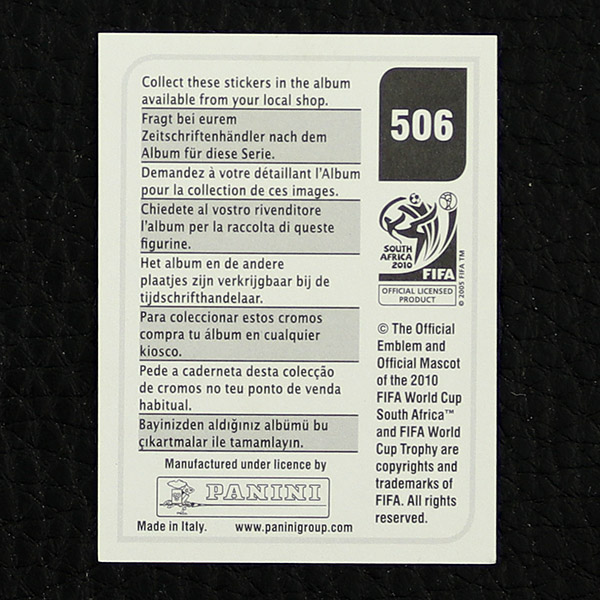 Collect these stickers in the album
available from your local shop.
Fragt bei eurem
Zeitschriftenhändler nach dem
Album für diese Serie.
Demandez à votre détaillant l'Album
pour la collection de ces images.
Chiedete al vostro rivenditore
l'album per la raccolta di queste
figurine.
Het album en de andere
plaatjes zijn verkrijgbaar bij de
tijdschrifthandelaar.
Para coleccionar estos cromos
compra tu álbum en cualquier
kiosco.
Pede a caderneta desta colecção
de cromos no teu ponto de venda
habitual.
Bayinizden aldığınız albümü bu
çıkartmalar ile tamamlayın.
Manufactured under licence by
PANINI
Made in Italy. www.paninigroup.com
506
SOUTH
AFRICA
2010
FIFA
OFFICIAL LICENSED
PRODUCT
© 2005 FIFA TM
© The Official
Emblem and
Official Mascot
of the 2010
FIFA World Cup
South Africa™
and FIFA World
Cup Trophy are
copyrights and
trademarks of
FIFA. All rights
reserved.